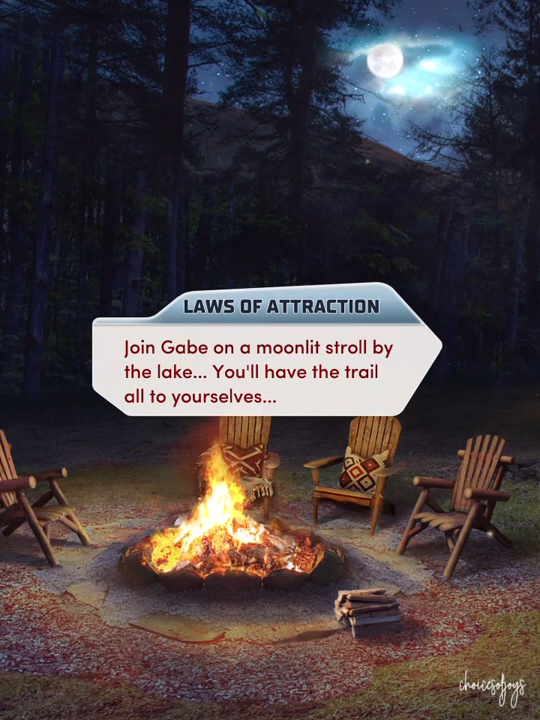 LAWS OF ATTRACTION
Join Gabe on a moonlit stroll by
the lake... You'll have the trail
all to yourselves...
choicesofjoys